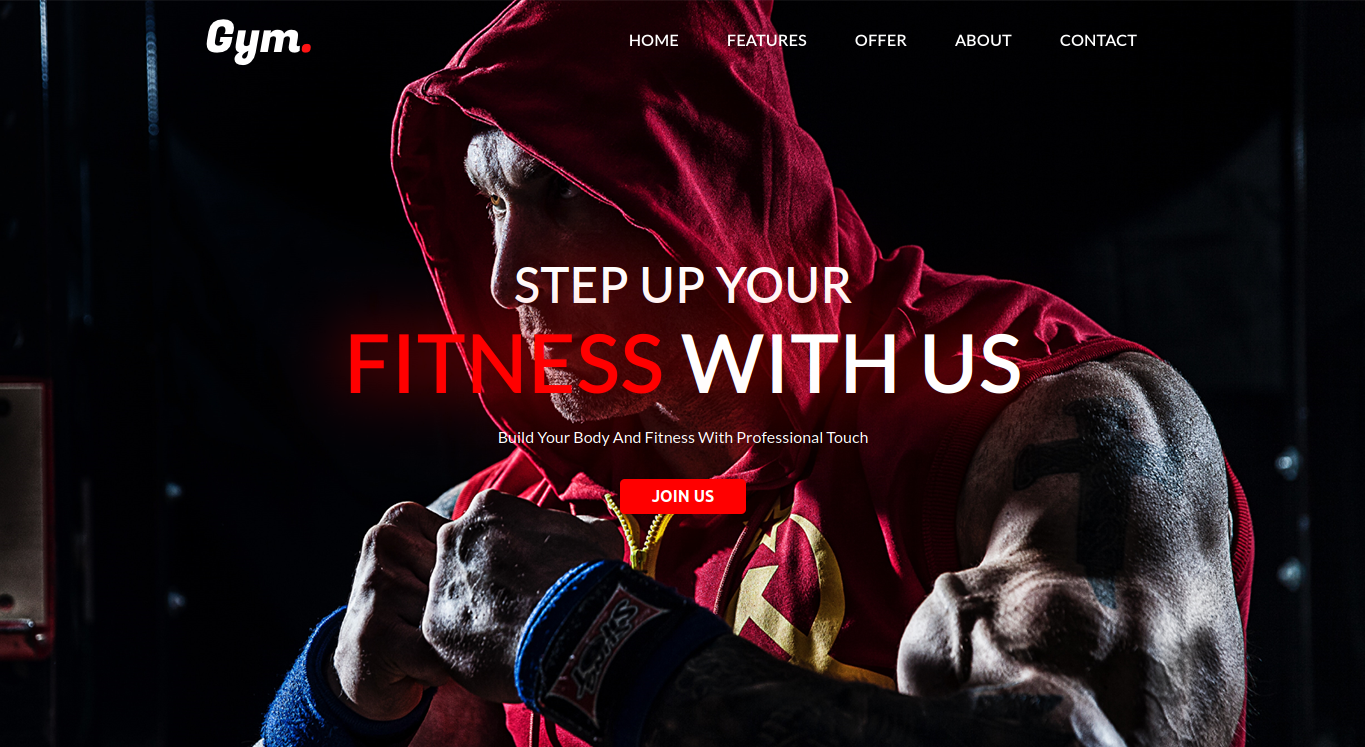 Gym.
HOME FEATURES OFFER ABOUT CONTACT
STEP UP YOUR
FITNESS WITH US
Build Your Body And Fitness With Professional Touch
JOIN US